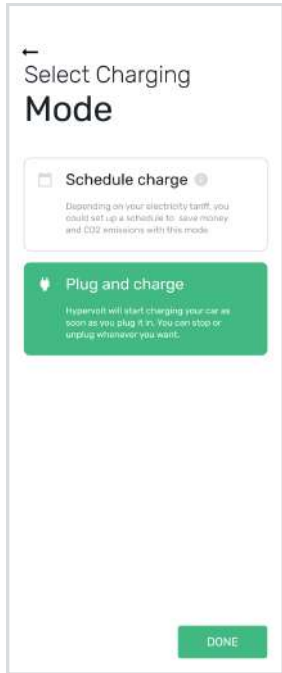 Select Charging
Mode
Schedule charge
Depending on your electricity tariff, you
could set up a schedule to save money
and CO2 emissions with this mode
Plug and charge
Hypervolt will start charging your car as
soon as you plug it in. You can stop or
unplug whenever you want.
DONE